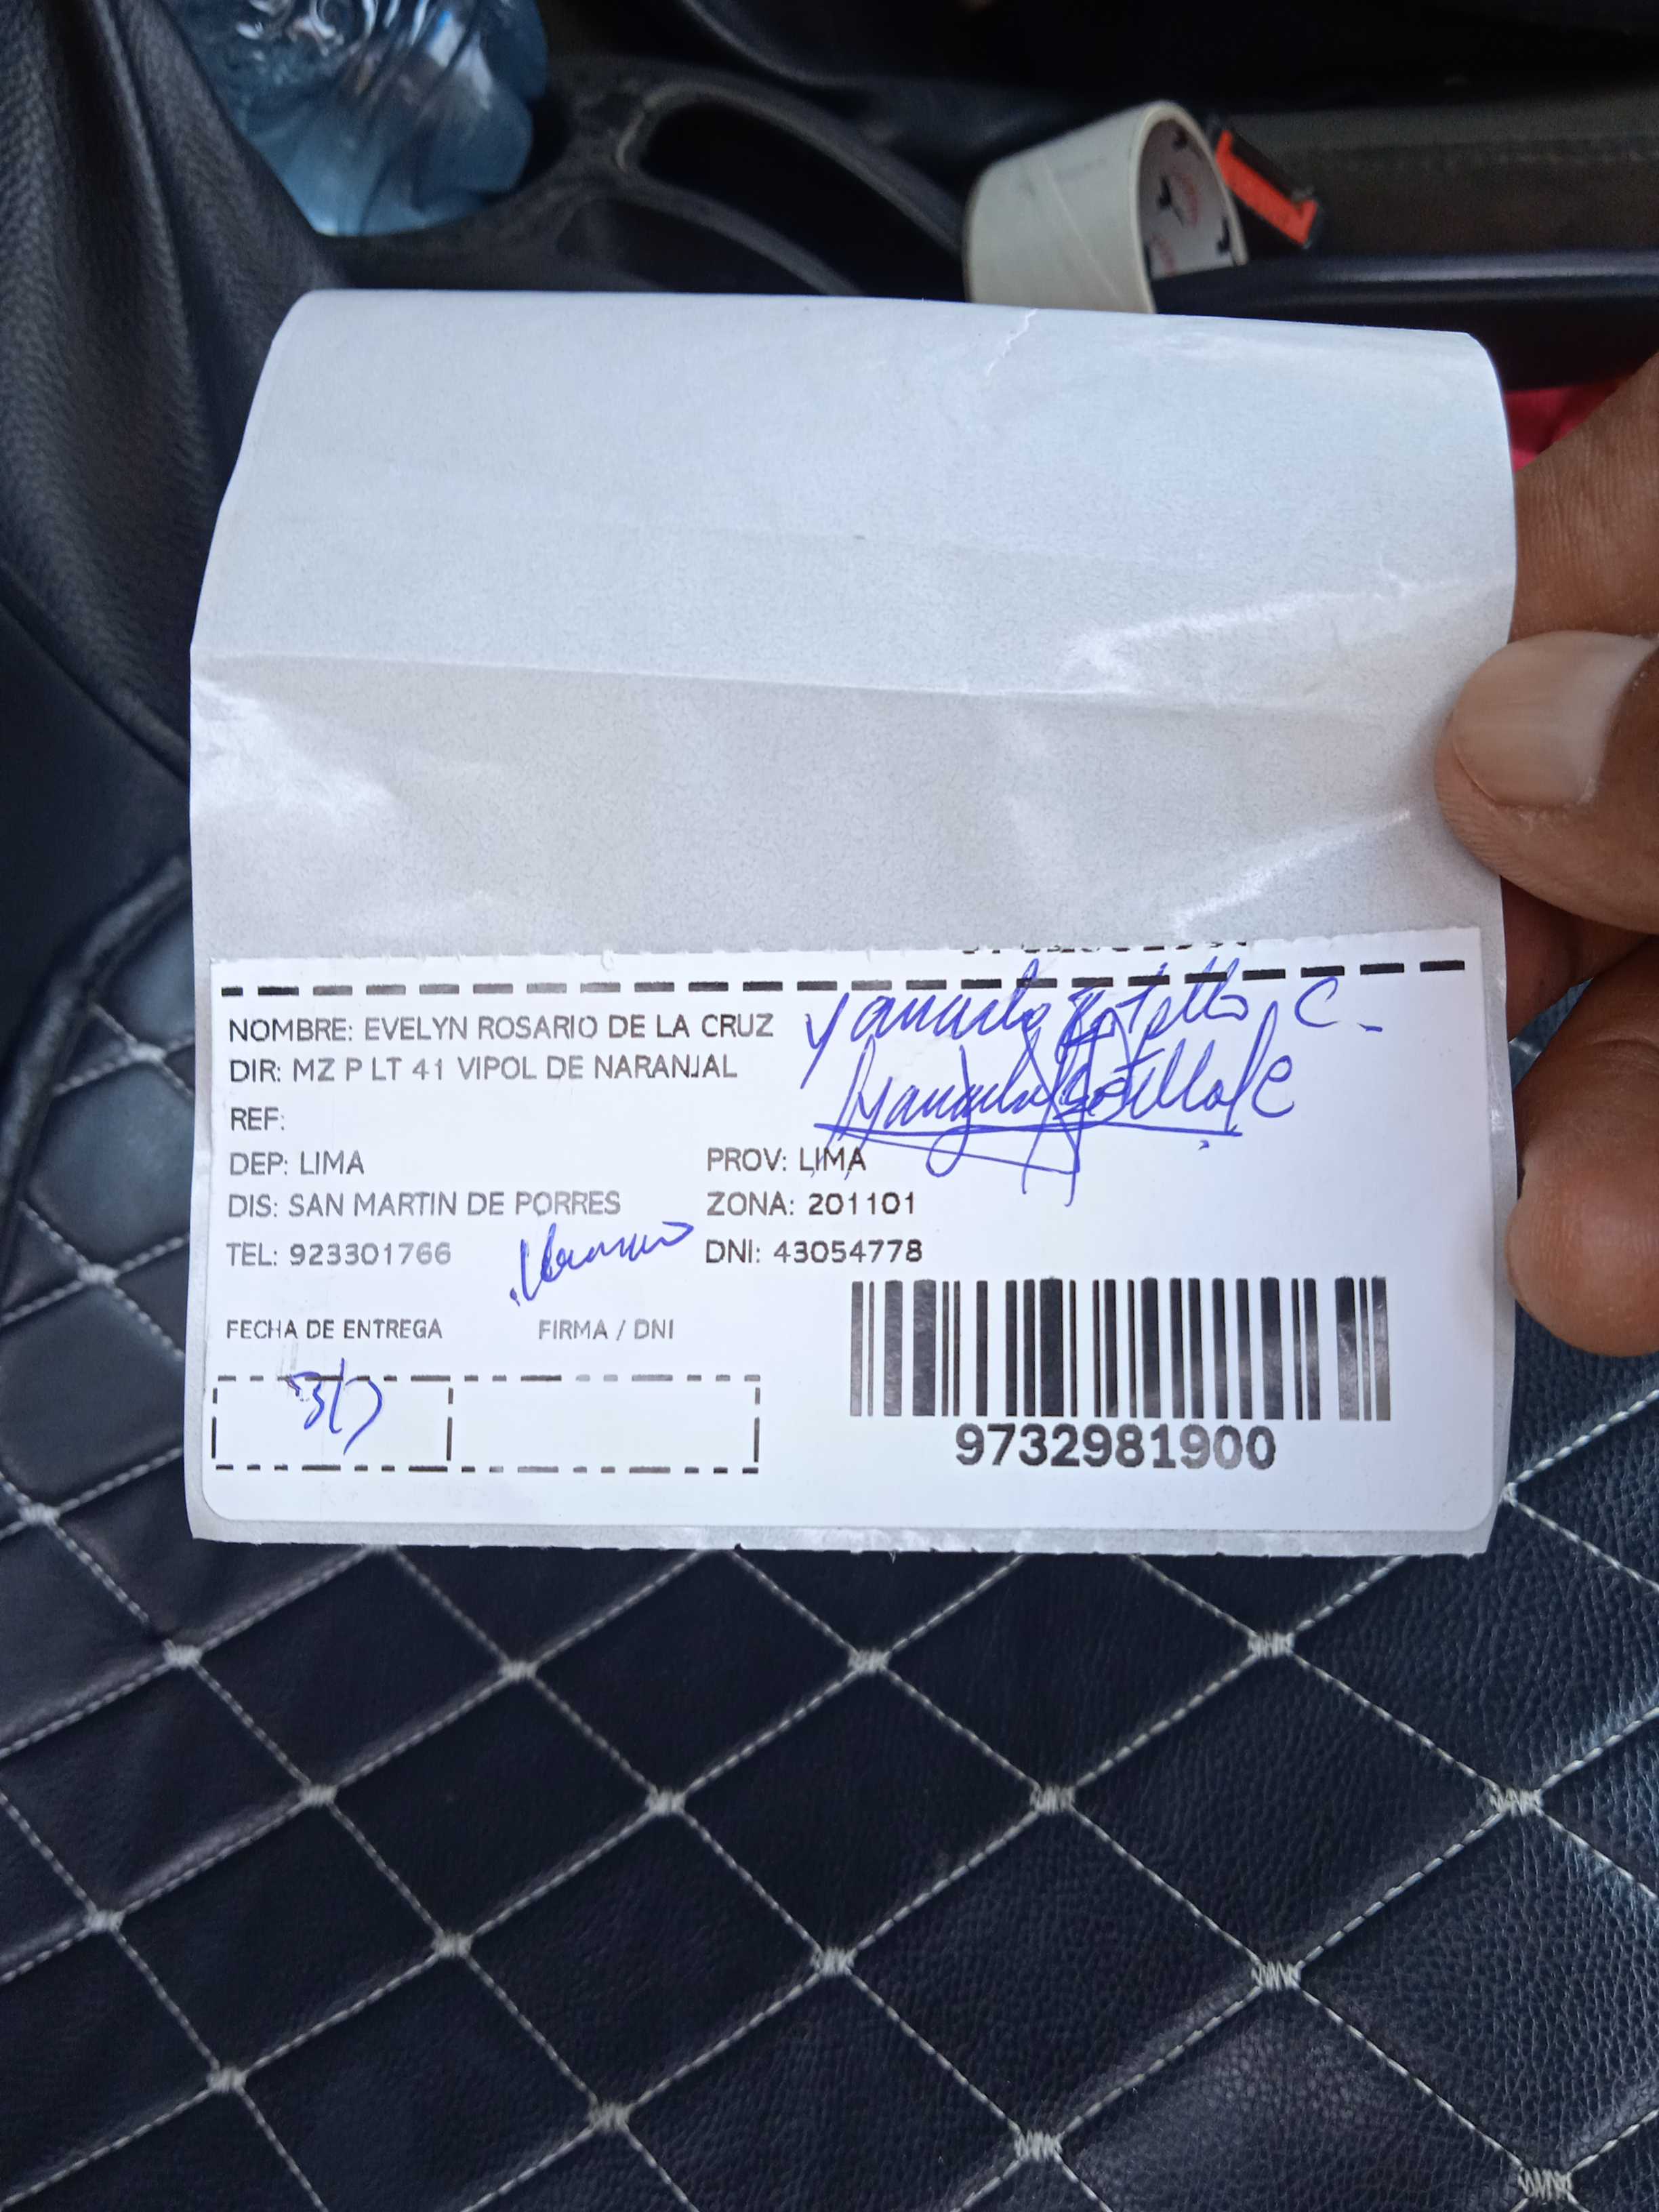 NOMBRE: EVELYN ROSARIO DE LA CRUZ
DIR: MZ P LT 41 VIPOL DE NARANJAL
REF:
DEP: LIMA PROV: LIMA
DIS: SAN MARTIN DE PORRES ZONA: 201101
TEL: 923301766 DNI: 43054778
FECHA DE ENTREGA FIRMA / DNI
9732981900